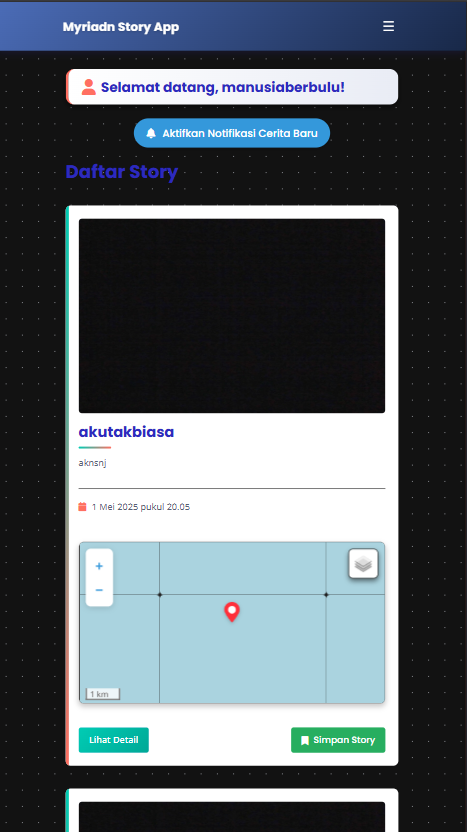 Myriadn Story App
Selamat datang, manusiaberbulu!
Aktifkan Notifikasi Cerita Baru
Daftar Story
akutakbiasa
aknsnj
1 Mei 2025 pukul 20.05
+
−
1 km
Lihat Detail
Simpan Story